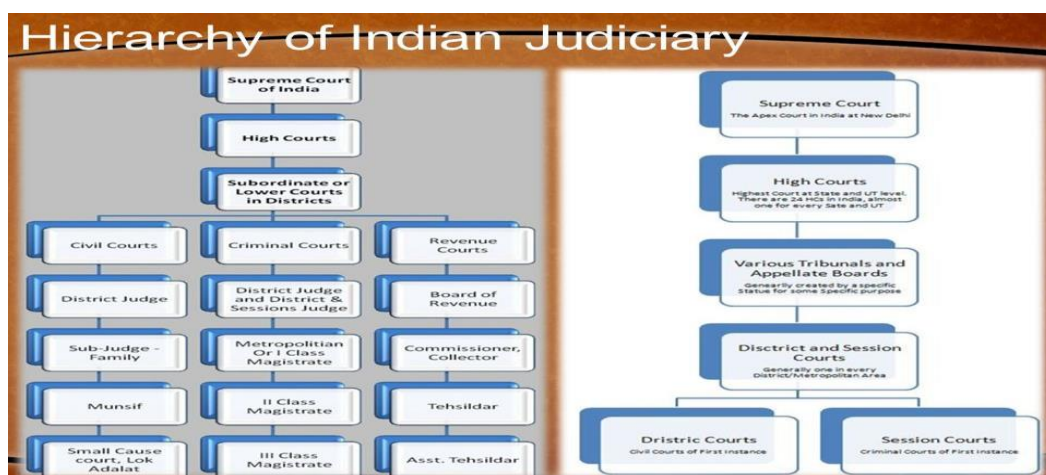 Hierarchy of Indian Judiciary
Supreme Court
of India
High Courts
Subordinate or
Lower Courts
in Districts
Civil Courts
Criminal Courts
Revenue
Courts
District Judge
District Judge
and District &
Sessions Judge
Board of
Revenue
Sub-Judge -
Family
Metropolitian
Or I Class
Magistrate
Commissioner,
Collector
Munsif
II Class
Magistrate
Tehsildar
Small Cause
court, Lok
Adalat
III Class
Magistrate
Asst. Tehsildar
Supreme Court
The Apex Court in India at New Delhi
High Courts
Highest Court at State and UT level.
There are 24 HCs in India, almost
one for every Sate and UT
Various Tribunals and
Appellate Boards
Genearlly created by a specific
Statue for some Specific purpose
Disctrict and Session
Courts
Generally one in every
District/Metropolitan Area
Dristric Courts
Civil Courts of First Instance
Session Courts
Criminal Courts of First Instance